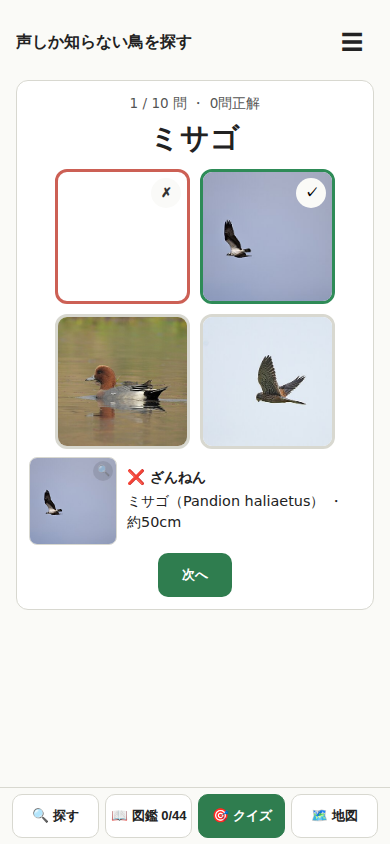 声しか知らない鳥を探す
☰
1 / 10 問 ・ 0問正解
ミサゴ
✗
✓
❌ ざんねん
ミサゴ（Pandion haliaetus） ・
約50cm
次へ
🔍 探す
📖 図鑑 0/44
🎯 クイズ
🗺️ 地図